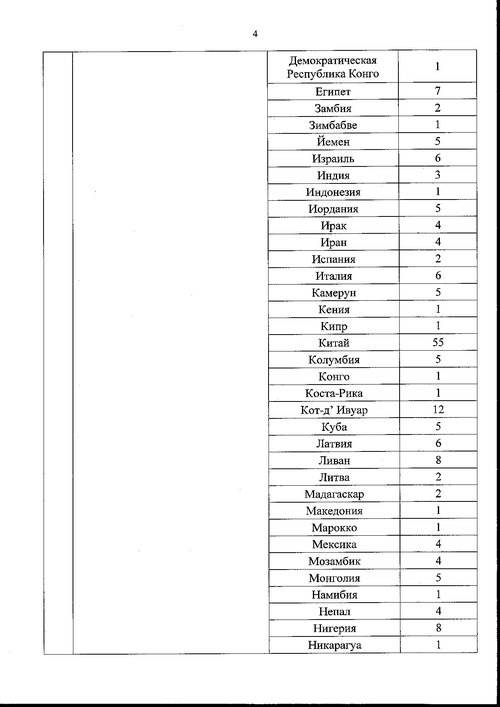 4
Демократическая
Республика Конго 1
Египет 7
Замбия 2
Зимбабве 1
Йемен 5
Израиль 6
Индия 3
Индонезия 1
Иордания 5
Ирак 4
Иран 4
Испания 2
Италия 6
Камерун 5
Кения 1
Кипр 1
Китай 55
Колумбия 5
Конго 1
Коста-Рика 1
Кот-д’ Ивуар 12
Куба 5
Латвия 6
Ливан 8
Литва 2
Мадагаскар 2
Македония 1
Марокко 1
Мексика 4
Мозамбик 4
Монголия 5
Намибия 1
Непал 4
Нигерия 8
Никарагуа 1